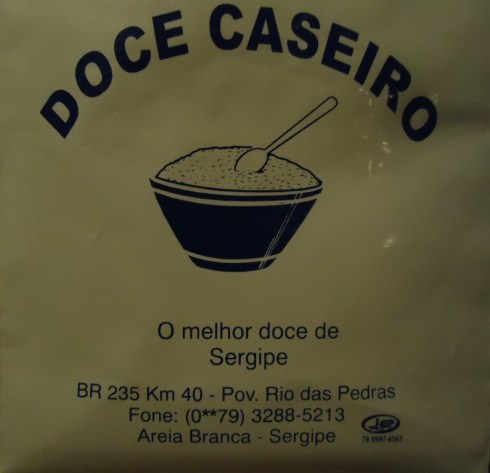 DOCE CASEIRO
O melhor doce de
Sergipe
BR 235 Km 40 - Pov. Rio das Pedras
Fone: (0**79) 3288-5213
Areia Branca - Sergipe